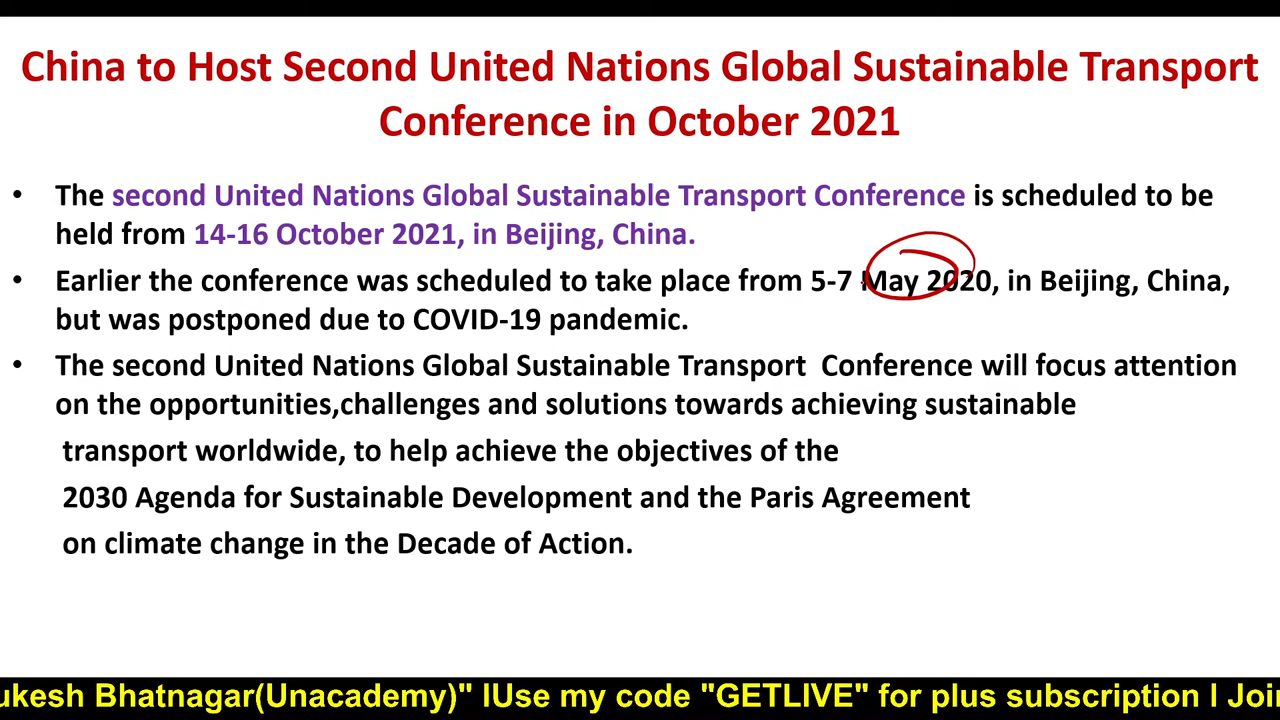 China to Host Second United Nations Global Sustainable Transport
Conference in October 2021
• The second United Nations Global Sustainable Transport Conference is scheduled to be
held from 14-16 October 2021, in Beijing, China.
• Earlier the conference was scheduled to take place from 5-7 May 2020, in Beijing, China,
but was postponed due to COVID-19 pandemic.
• The second United Nations Global Sustainable Transport Conference will focus attention
on the opportunities,challenges and solutions towards achieving sustainable
transport worldwide, to help achieve the objectives of the
2030 Agenda for Sustainable Development and the Paris Agreement
on climate change in the Decade of Action.
ukesh Bhatnagar(Unacademy)" lUse my code "GETLIVE" for plus subscription l Join